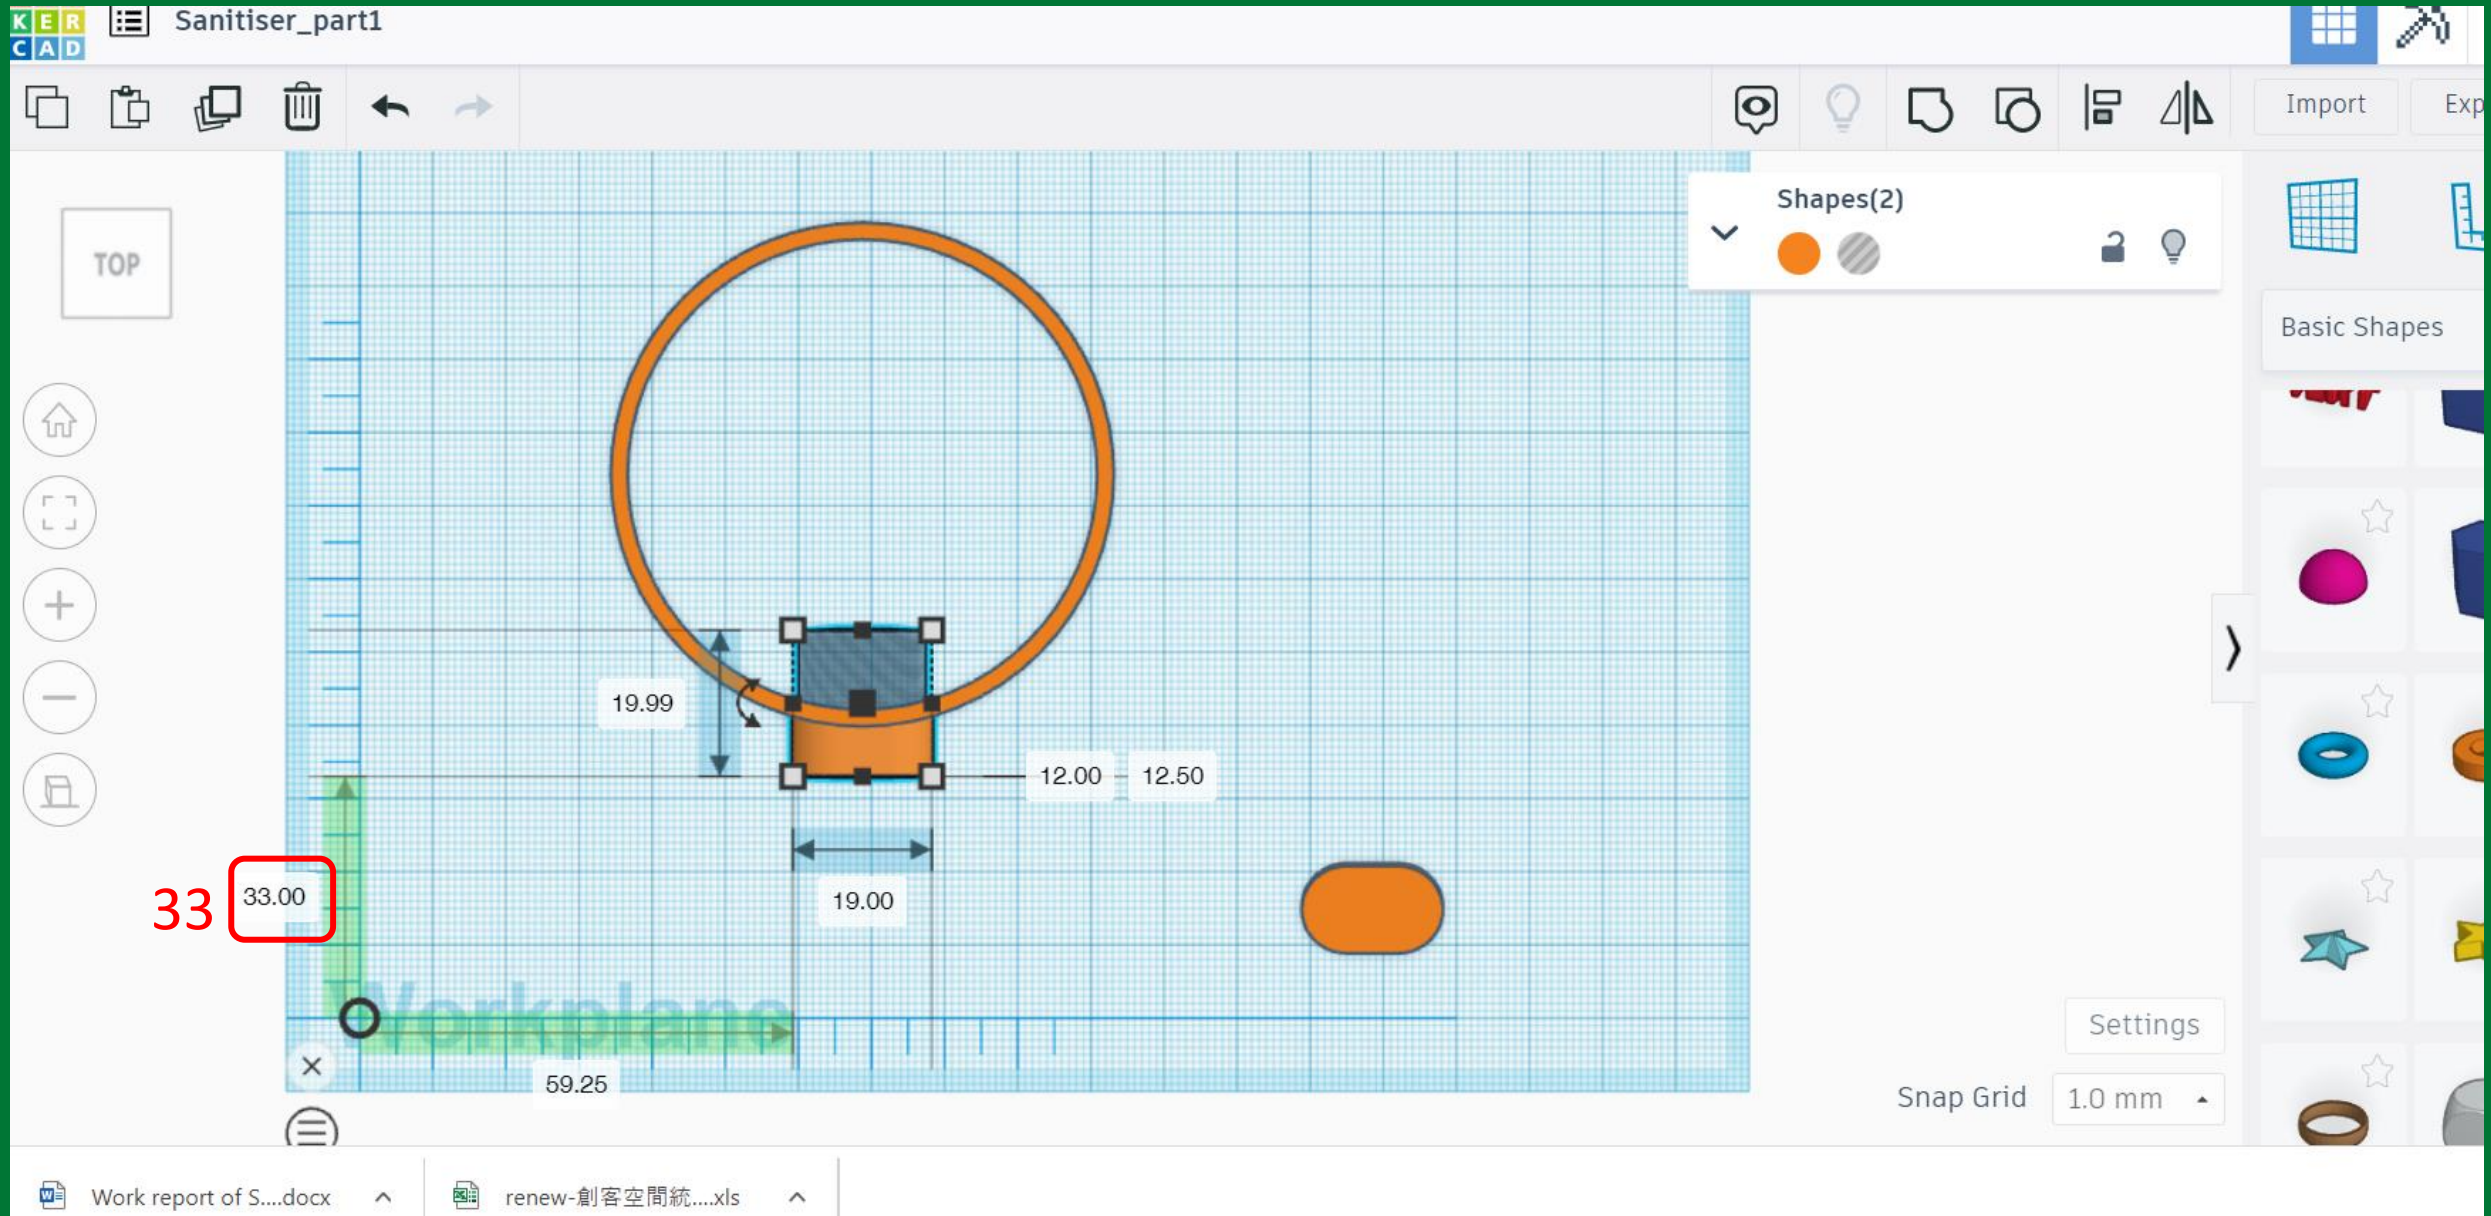 KER
CAD
Sanitiser_part1
Import
Exp
TOP
Shapes(2)
Basic Shapes
19.99
12.00
12.50
19.00
33
33.00
Workplane
59.25
Settings
Snap Grid
1.0 mm
Work report of S....docx
renew-創客空間統....xls